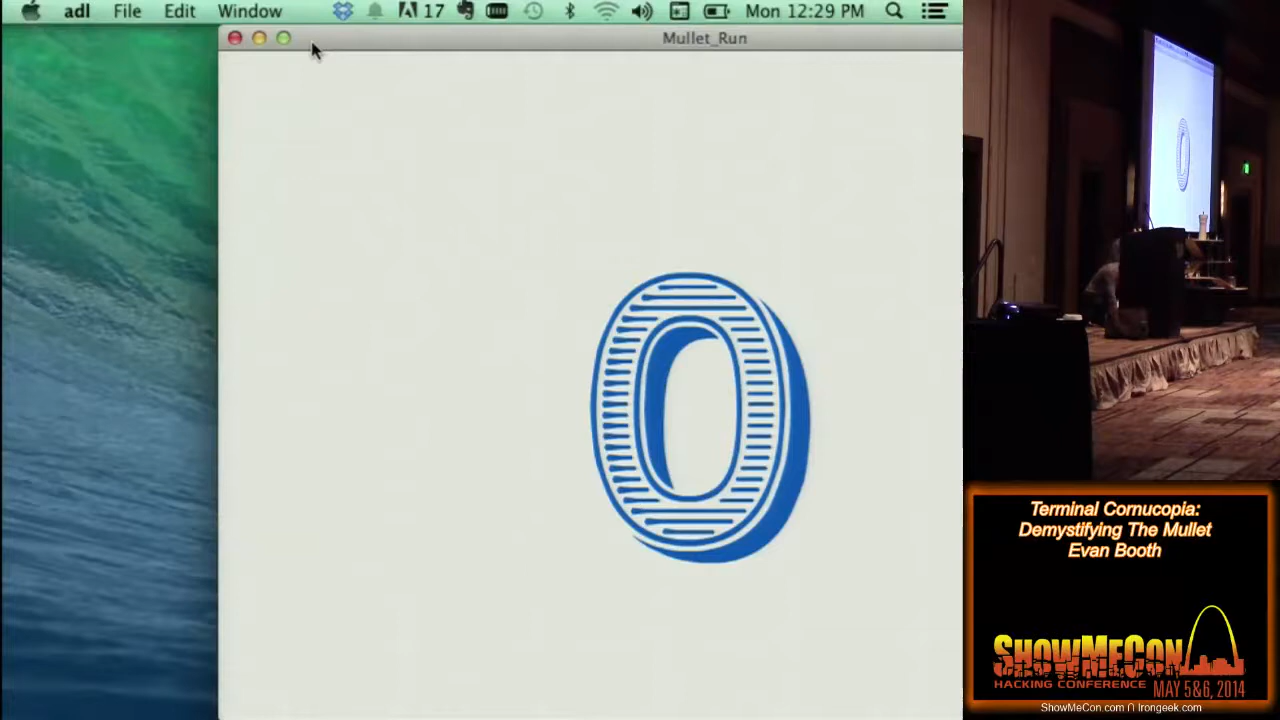 adl File Edit Window 17 Mon 12:29 PM
Mullet_Run
0
Terminal Cornucopia:
Demystifying The Mullet
Evan Booth
ShowMeCon
HACKING CONFERENCE MAY 5&6, 2014
ShowMeCon.com ∩ Irongeek.com